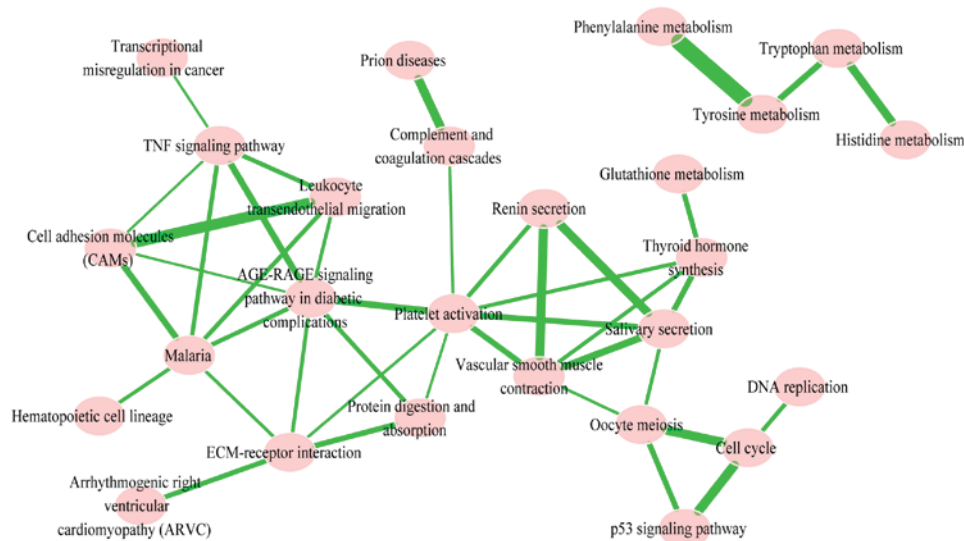 Phenylalanine metabolism
Transcriptional
misregulation in cancer
Tryptophan metabolism
Prion diseases
Tyrosine metabolism
Complement and
coagulation cascades
Histidine metabolism
TNF signaling pathway
Glutathione metabolism
Leukocyte
transendothelial migration
Renin secretion
Cell adhesion molecules
(CAMs)
Thyroid hormone
synthesis
AGE-RAGE signaling
pathway in diabetic
complications
Platelet activation
Salivary secretion
Malaria
Vascular smooth muscle
contraction
DNA replication
Hematopoietic cell lineage
Protein digestion and
absorption
Oocyte meiosis
Cell cycle
ECM-receptor interaction
Arrhythmogenic right
ventricular
cardiomyopathy (ARVC)
p53 signaling pathway